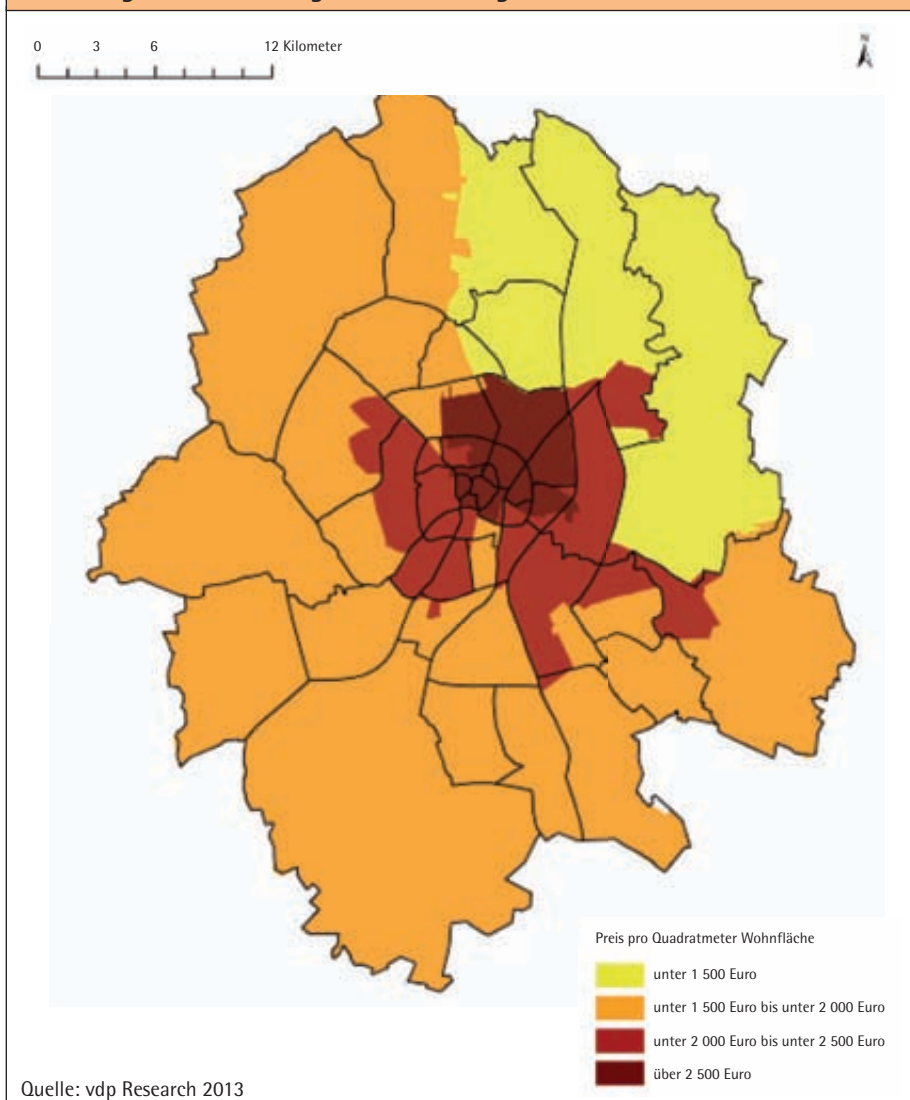 0 3 6 12 Kilometer
N
Preis pro Quadratmeter Wohnfläche
unter 1 500 Euro
unter 1 500 Euro bis unter 2 000 Euro
unter 2 000 Euro bis unter 2 500 Euro
über 2 500 Euro
Quelle: vdp Research 2013